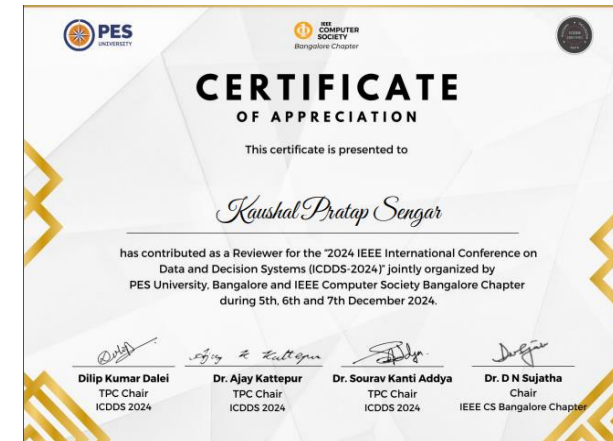 PES
UNIVERSITY
IEEE
COMPUTER
SOCIETY
Bangalore Chapter
CERTIFICATE
OF APPRECIATION
This certificate is presented to
Kaushal Pratap Sengar
has contributed as a Reviewer for the "2024 IEEE International Conference on
Data and Decision Systems (ICDDS-2024)" jointly organized by
PES University, Bangalore and IEEE Computer Society Bangalore Chapter
during 5th, 6th and 7th December 2024.
Ajay K Kattepur
Dilip Kumar Dalei
TPC Chair
ICDDS 2024
Dr. Ajay Kattepur
TPC Chair
ICDDS 2024
Dr. Sourav Kanti Addya
TPC Chair
ICDDS 2024
Dr. D N Sujatha
Chair
IEEE CS Bangalore Chapter